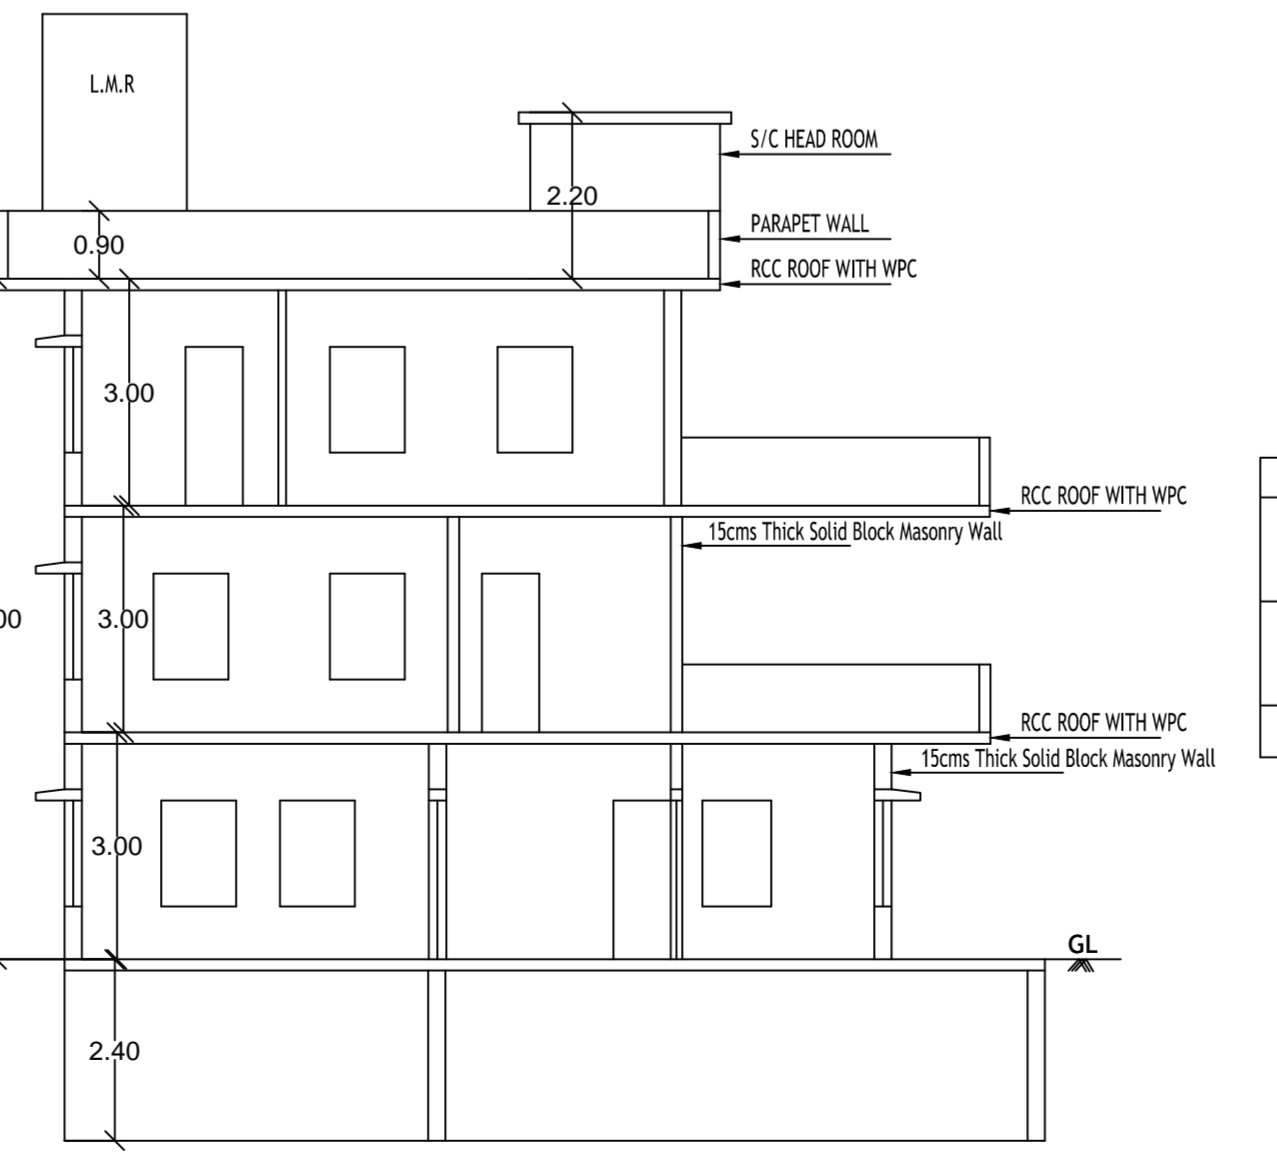 L.M.R
S/C HEAD ROOM
2.20
PARAPET WALL
0.90
RCC ROOF WITH WPC
3.00
RCC ROOF WITH WPC
15cms Thick Solid Block Masonry Wall
00
3.00
RCC ROOF WITH WPC
15cms Thick Solid Block Masonry Wall
3.00
GL
2.40